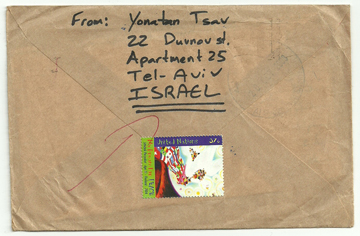 From: Yonatan Tsav
22 Duvnov st.
Apartment 25
Tel-Aviv
ISRAEL
United Nations